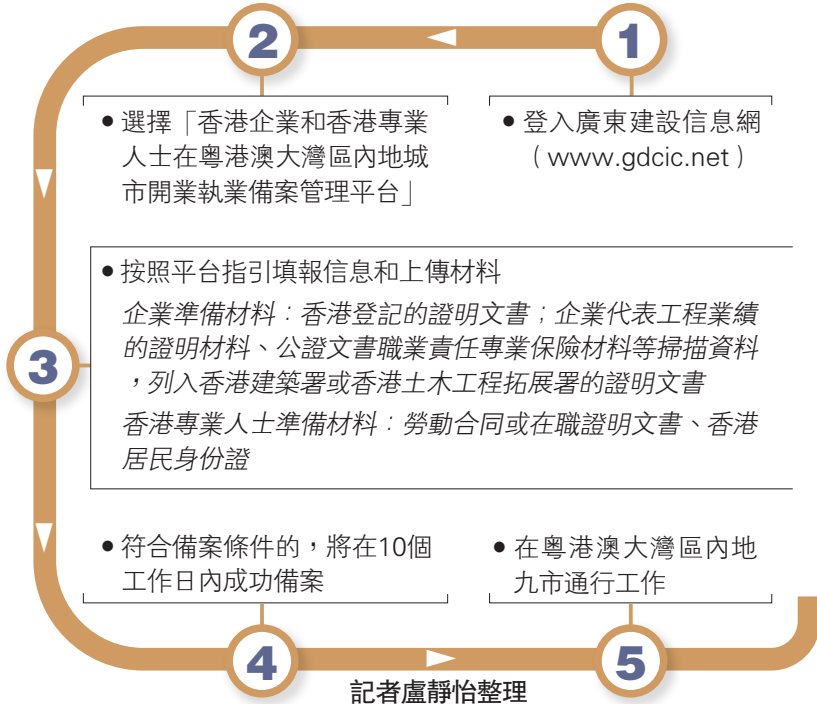 1
● 登入廣東建設信息網
（www.gdcic.net）
2
● 選擇「香港企業和香港專業
人士在粵港澳大灣區內地城
市開業執業備案管理平台」
3
● 按照平台指引填報信息和上傳材料
企業準備材料：香港登記的證明文書；企業代表工程業績
的證明材料、公證文書職業責任專業保險材料等掃描資料
，列入香港建築署或香港土木工程拓展署的證明文書
香港專業人士準備材料：勞動合同或在職證明文書、香港
居民身份證
4
● 符合備案條件的，將在10個
工作日內成功備案
5
● 在粵港澳大灣區內地
九市通行工作
記者盧靜怡整理